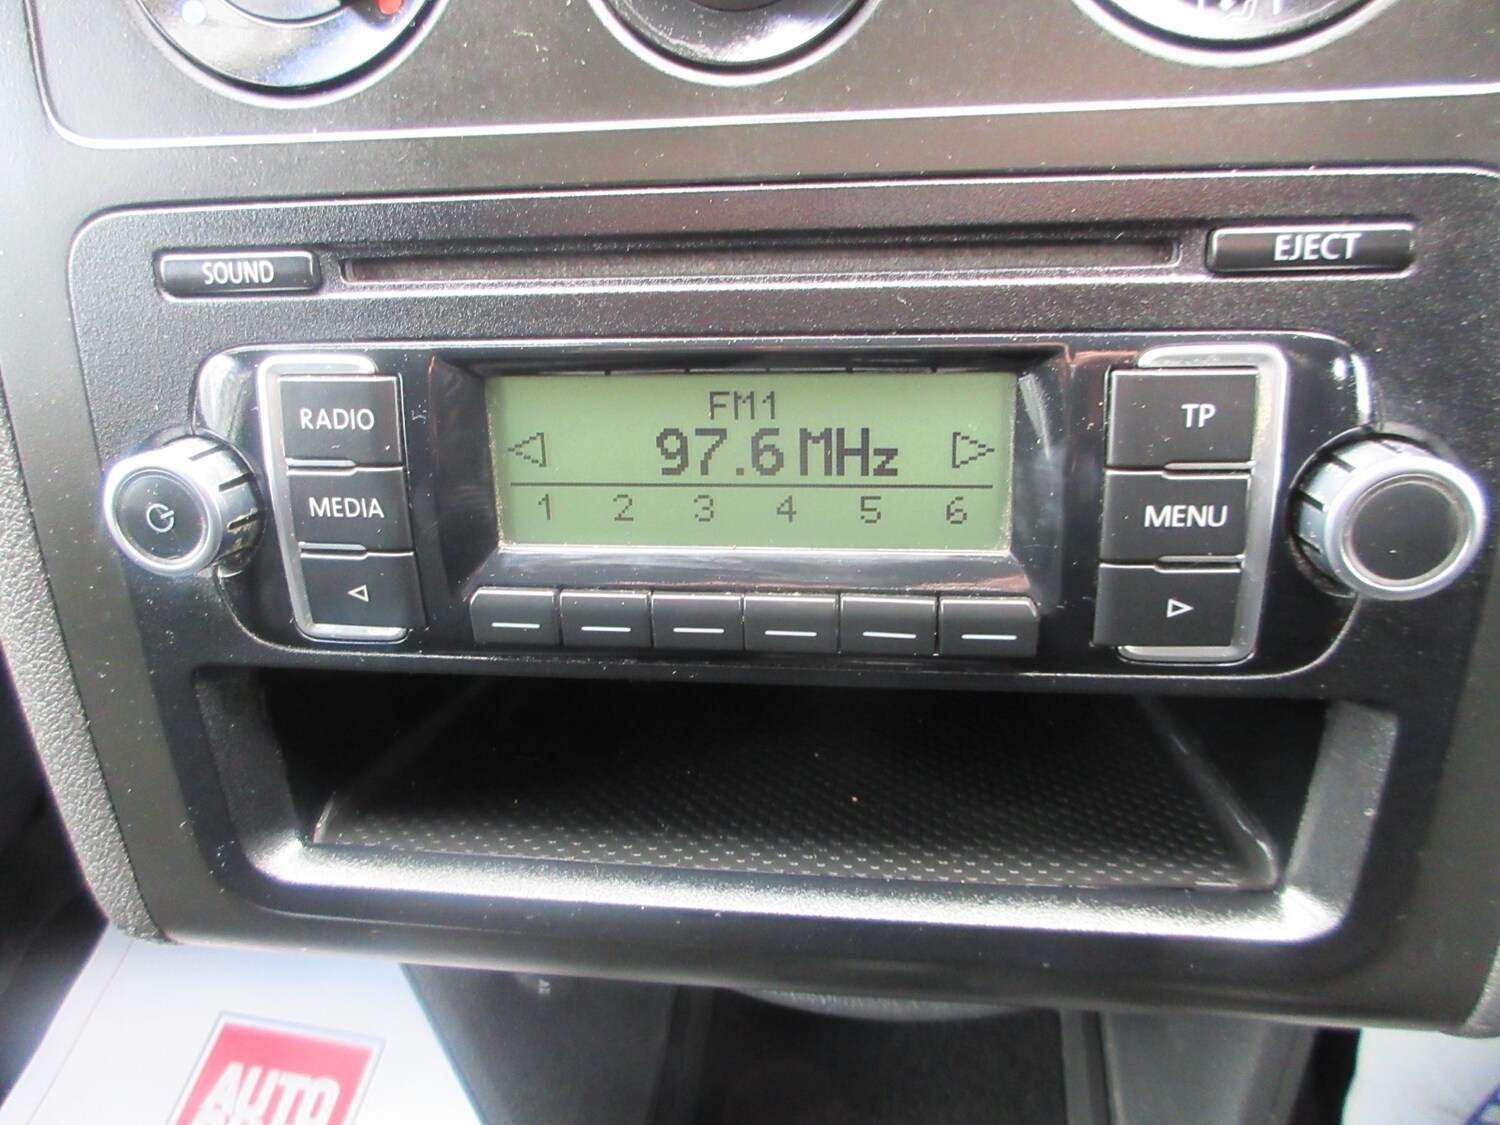 SOUND
EJECT
RADIO
FM1
TP
97.6 MHz
MEDIA
1 2 3 4 5 6
MENU
AUTO